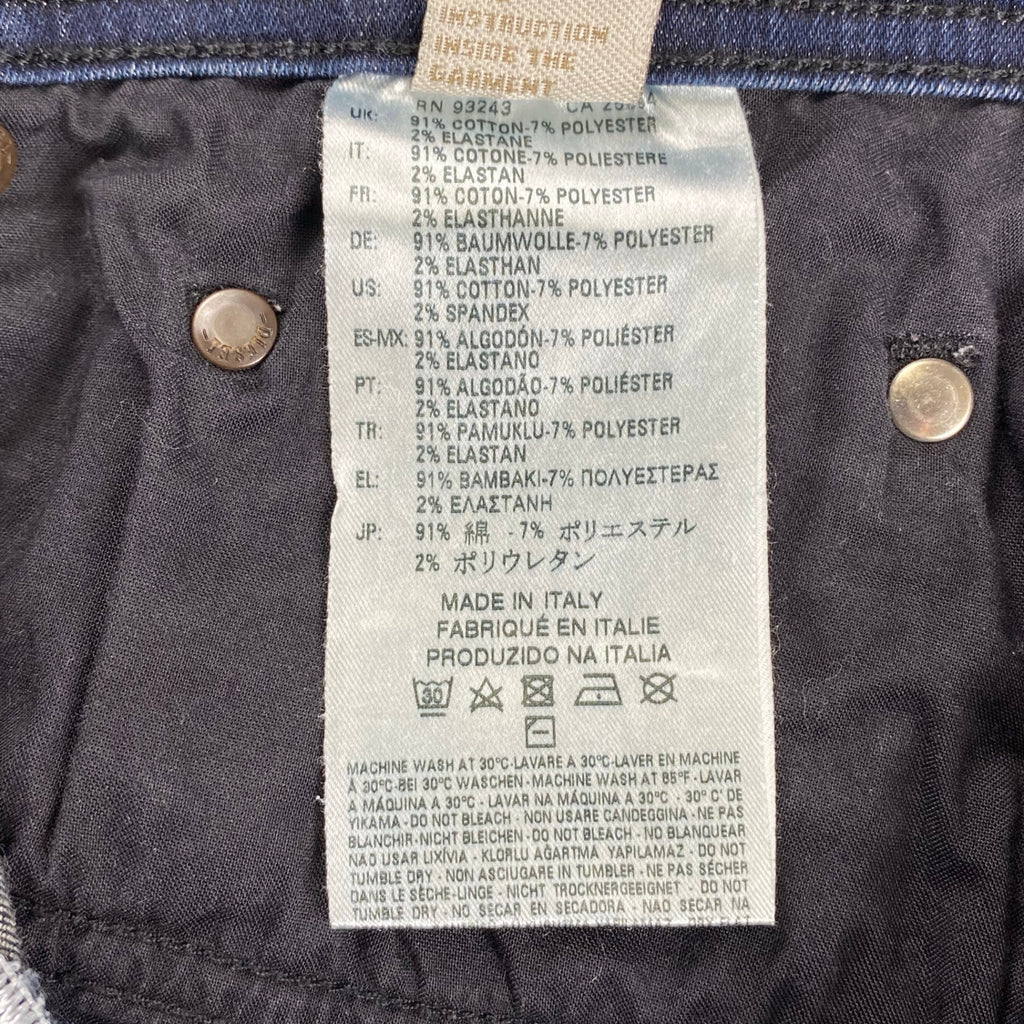 INSTRUCTION
INSIDE THE
GARMENT
RN 93243 CA
UK: 91% COTTON-7% POLYESTER
2% ELASTANE
IT: 91% COTONE-7% POLIESTERE
2% ELASTAN
FR: 91% COTON-7% POLYESTER
2% ELASTHANNE
DE: 91% BAUMWOLLE-7% POLYESTER
2% ELASTHAN
US: 91% COTTON-7% POLYESTER
2% SPANDEX
ES-MX: 91% ALGODÓN-7% POLIÉSTER
2% ELASTANO
PT: 91% ALGODÃO-7% POLIÉSTER
2% ELASTANO
TR: 91% PAMUKLU-7% POLYESTER
2% ELASTAN
EL: 91% BAMBAKI-7% ΠΟΛΥΕΣΤΕΡΑΣ
2% ΕΛΑΣΤΑΝΗ
JP: 91% 綿 -7% ポリエステル
2% ポリウレタン
MADE IN ITALY
FABRIQUÉ EN ITALIE
PRODUZIDO NA ITALIA
30
MACHINE WASH AT 30°C-LAVARE A 30°C-LAVER EN MACHINE
À 30°C-BEI 30°C WASCHEN-MACHINE WASH AT 85°F - LAVAR
A MÁQUINA A 30°C - LAVAR NA MÁQUINA A 30°C - 30° C' DE
YIKAMA - DO NOT BLEACH - NON USARE CANDEGGINA - NE PAS
BLANCHIR-NICHT BLEICHEN - DO NOT BLEACH - NO BLANQUEAR
NAO USAR LIXÍVIA - KLORLU AĞARTMA YAPILAMAZ - DO NOT
TUMBLE DRY - NON ASCIUGARE IN TUMBLER - NE PAS SÉCHER
DANS LE SÈCHE-LINGE - NICHT TROCKNERGEEIGNET - DO NOT
TUMBLE DRY - NO SECAR EN SECADORA - NAO SECAR NA
DIESEL